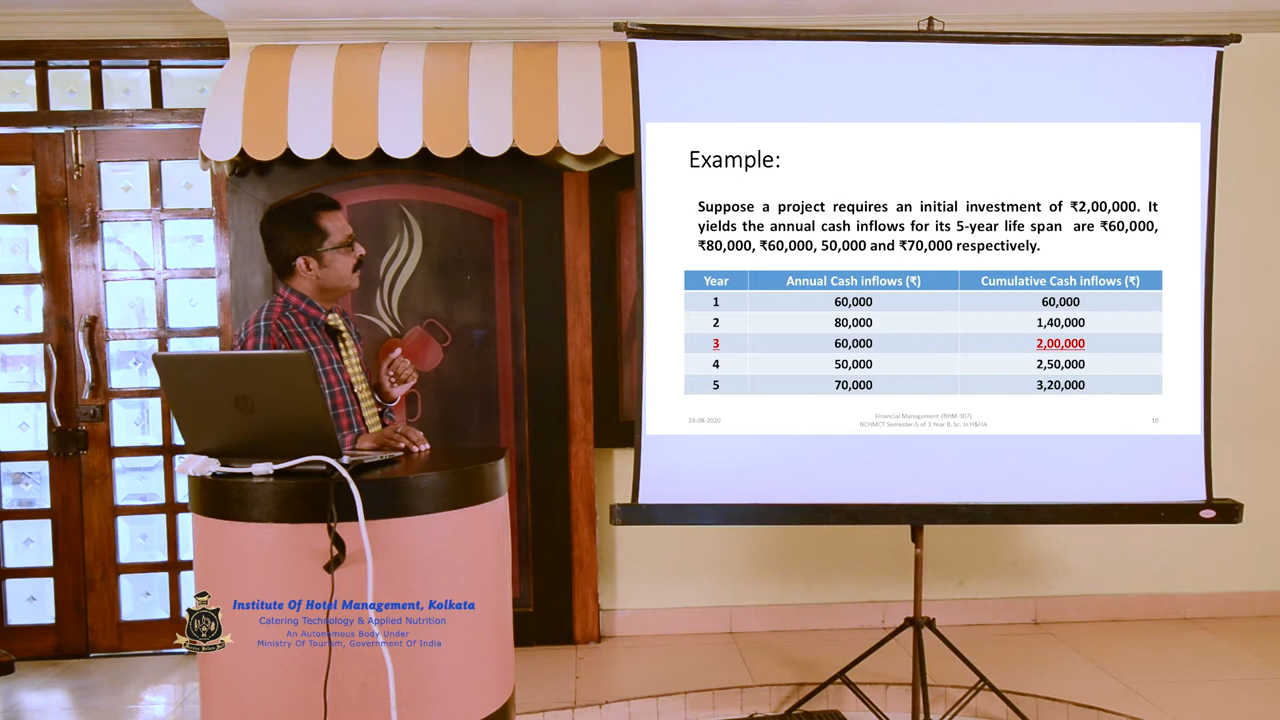 Example:
Suppose a project requires an initial investment of ₹2,00,000. It
yields the annual cash inflows for its 5-year life span are ₹60,000,
₹80,000, ₹60,000, 50,000 and ₹70,000 respectively.
Year Annual Cash inflows (₹) Cumulative Cash inflows (₹)
1 60,000 60,000
2 80,000 1,40,000
3 60,000 2,00,000
4 50,000 2,50,000
5 70,000 3,20,000
24-08-2020
Financial Management (BHM-307)
NCHMCT Semester-5 of 3 Year B. Sc. in H&HA
10
Institute Of Hotel Management, Kolkata
Catering Technology & Applied Nutrition
An Autonomous Body Under
Ministry Of Tourism, Government Of India